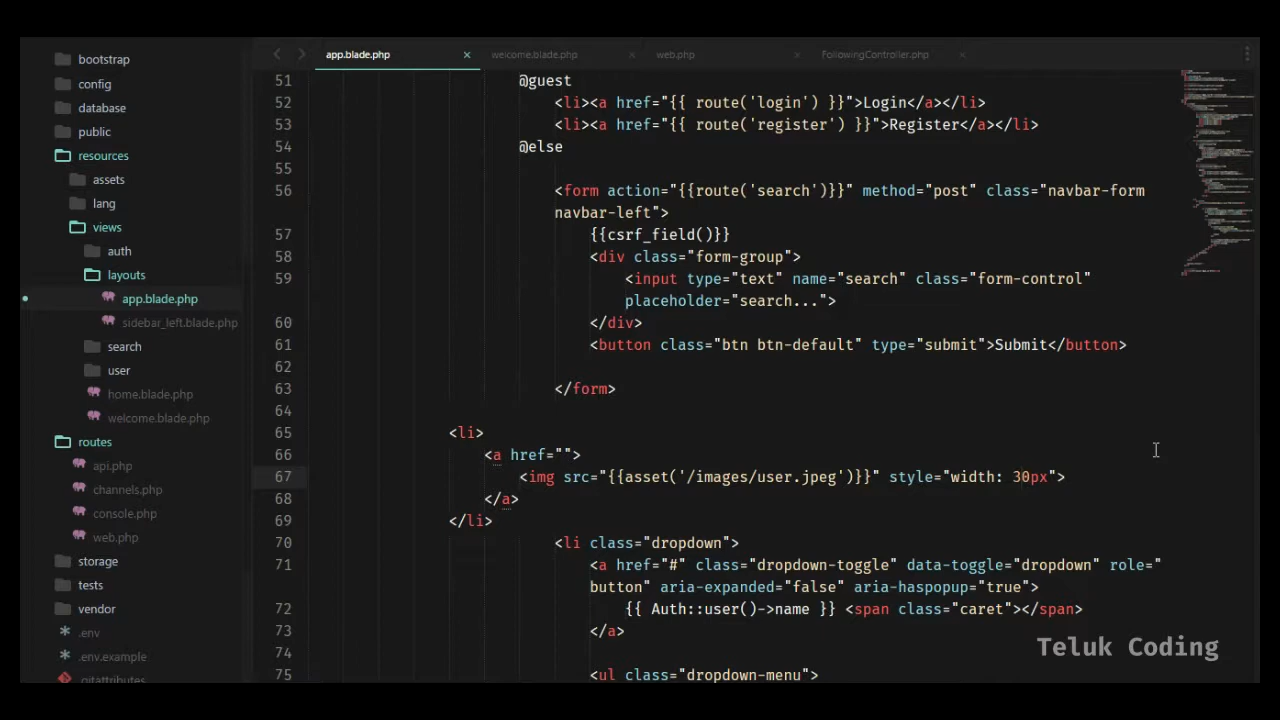 bootstrap
config
database
public
resources
assets
lang
views
auth
layouts
app.blade.php
sidebar_left.blade.php
search
user
home.blade.php
welcome.blade.php
routes
api.php
channels.php
console.php
web.php
storage
tests
vendor
.env
.env.example
.gitattributes
app.blade.php × welcome.blade.php × web.php × FollowingController.php ×
51 @guest
52 <li><a href="{{ route('login') }}">Login</a></li>
53 <li><a href="{{ route('register') }}">Register</a></li>
54 @else
55
56 <form action="{{route('search')}}" method="post" class="navbar-form
navbar-left">
57 {{csrf_field()}}
58 <div class="form-group">
59 <input type="text" name="search" class="form-control"
placeholder="search...">
60 </div>
61 <button class="btn btn-default" type="submit">Submit</button>
62
63 </form>
64
65 <li>
66 <a href="">
67 <img src="{{asset('/images/user.jpeg')}}" style="width: 30px">
68 </a>
69 </li>
70 <li class="dropdown">
71 <a href="#" class="dropdown-toggle" data-toggle="dropdown" role="
button" aria-expanded="false" aria-haspopup="true">
72 {{ Auth::user()->name }} <span class="caret"></span>
73 </a>
74
75 <ul class="dropdown-menu">
Teluk Coding